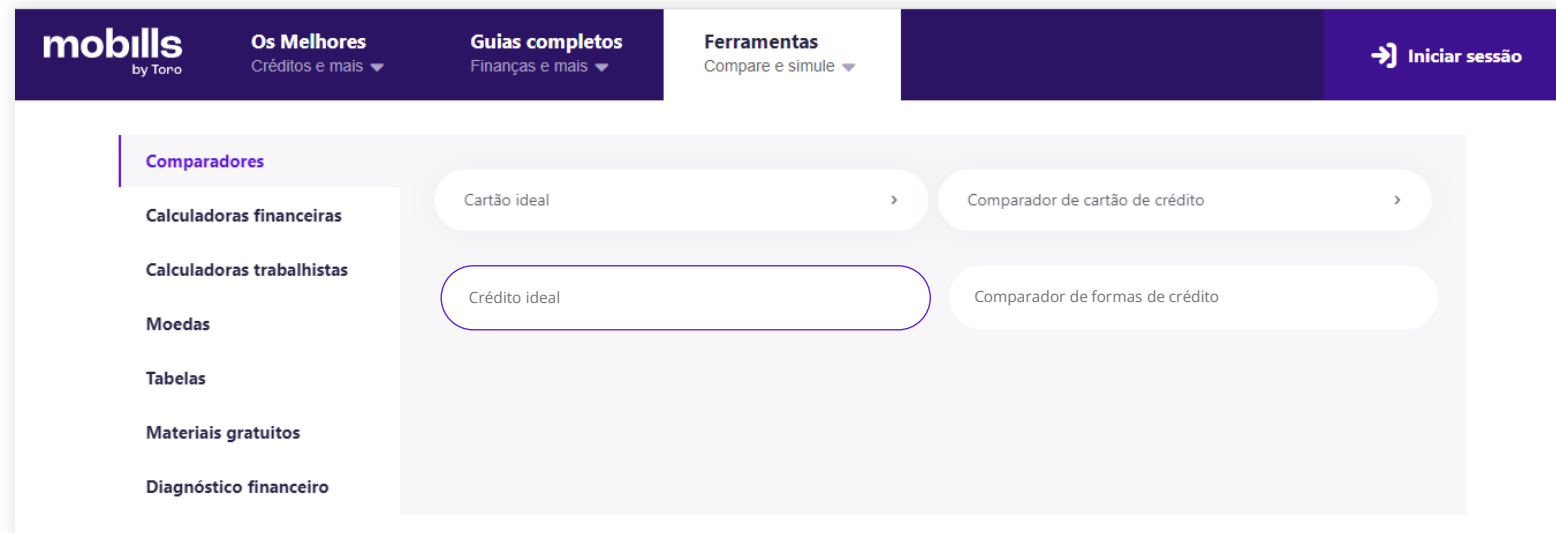 mobills
by Toro
Os Melhores
Créditos e mais
Guias completos
Finanças e mais
Ferramentas
Compare e simule
Iniciar sessão
Comparadores
Calculadoras financeiras
Calculadoras trabalhistas
Moedas
Tabelas
Materiais gratuitos
Diagnóstico financeiro
Cartão ideal
Comparador de cartão de crédito
Crédito ideal
Comparador de formas de crédito